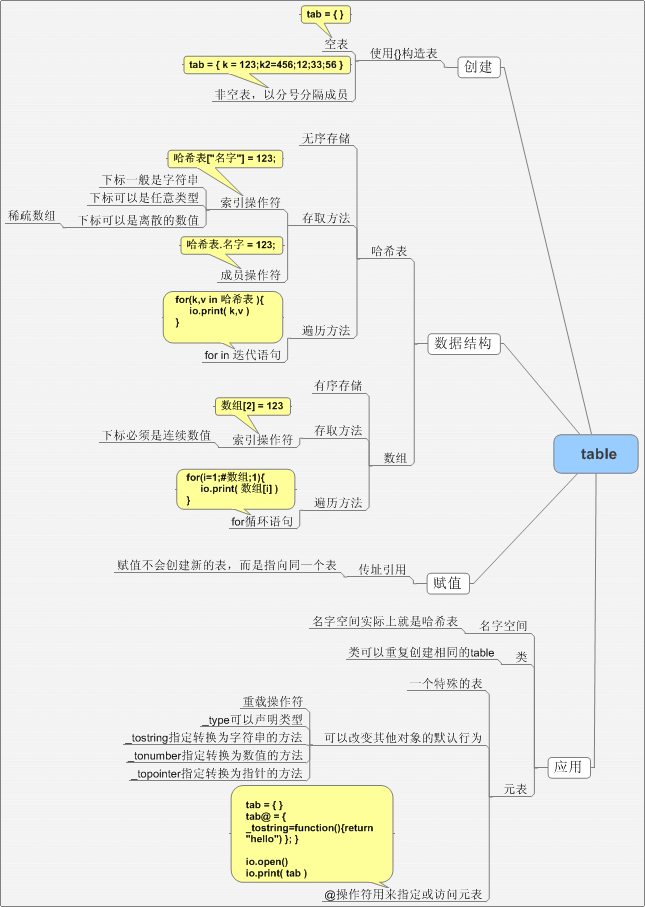 tab = { }
空表
使用{}构造表
创建
tab = { k = 123;k2=456;12;33;56 }
非空表，以分号分隔成员
无序存储
哈希表["名字"] = 123;
下标一般是字符串
下标可以是任意类型
索引操作符
稀疏数组
下标可以是离散的数值
存取方法
哈希表.名字 = 123;
成员操作符
哈希表
for(k,v in 哈希表 ){
io.print( k,v )
}
遍历方法
for in 迭代语句
数据结构
有序存储
数组[2] = 123
下标必须是连续数值
索引操作符
存取方法
数组
for(i=1;#数组;1){
io.print( 数组[i] )
}
遍历方法
for循环语句
table
赋值不会创建新的表，而是指向同一个表
传址引用
赋值
名字空间实际上就是哈希表
名字空间
类可以重复创建相同的table
类
一个特殊的表
重载操作符
_type可以声明类型
_tostring指定转换为字符串的方法
_tonumber指定转换为数值的方法
_topointer指定转换为指针的方法
可以改变其他对象的默认行为
应用
元表
tab = { }
tab@ = {
_tostring=function(){return
"hello") }; }
io.open()
io.print( tab )
@操作符用来指定或访问元表